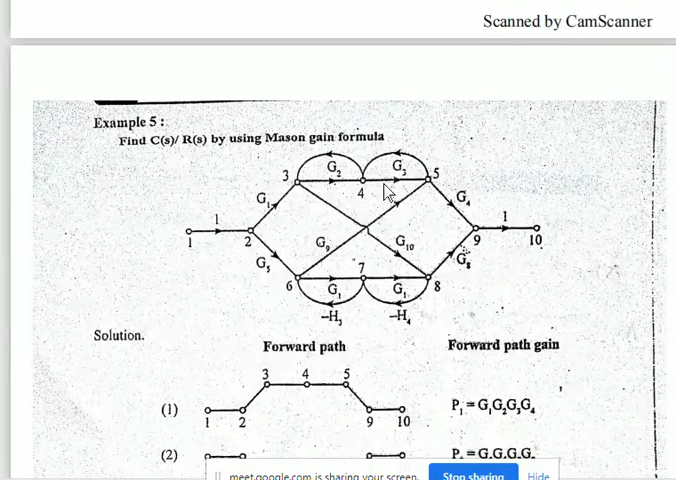 Scanned by CamScanner
Example 5 :
Find C(s)/ R(s) by using Mason gain formula
G₂ G₃
3 5
4
G₁ G₄
1 1
1 2 9 10
G₉ G₁₀
G₅ G₈
7
6 G₁ G₁ 8
–H₃ –H₄
Solution.
Forward path Forward path gain
3 4 5
(1) P₁ = G₁G₂G₃G₄
1 2 9 10
(2)
meet.google.com is sharing your screen. Stop sharing Hide